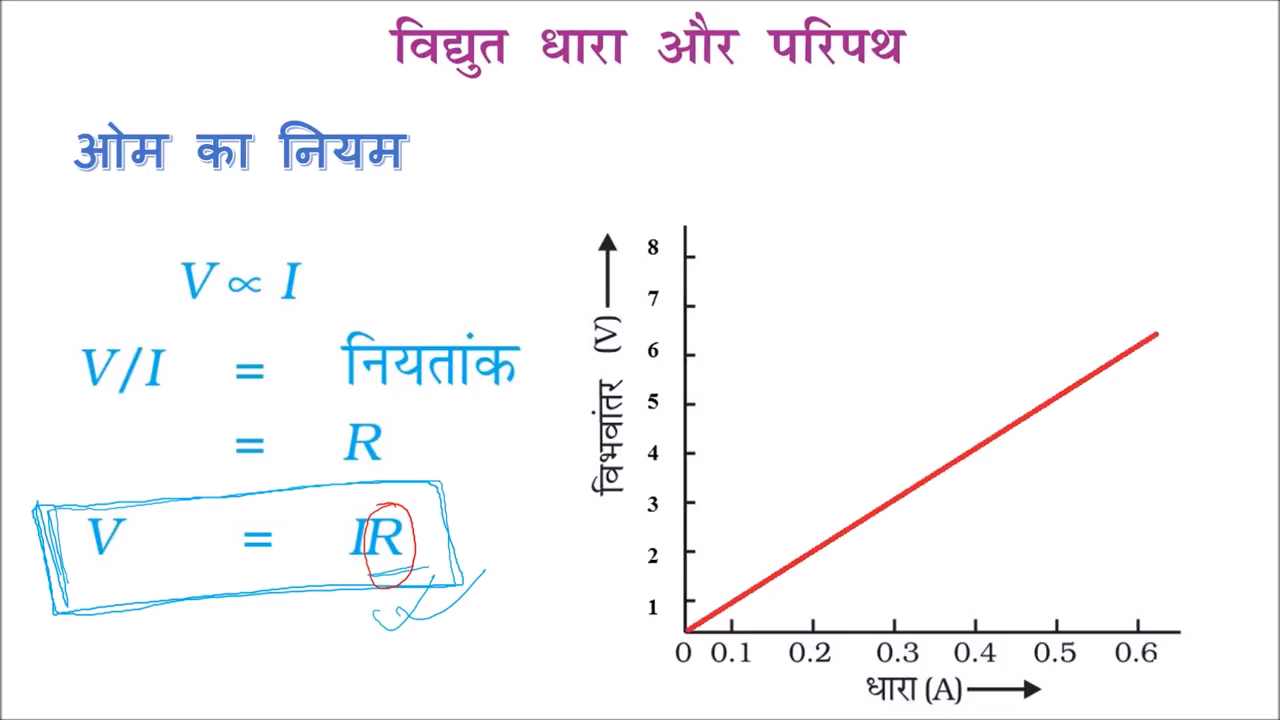 विद्युत धारा और परिपथ
ओम का नियम
V ∝ I
V/I = नियतांक
= R
V = IR
विभवांतर (V)
8
7
6
5
4
3
2
1
0 0.1 0.2 0.3 0.4 0.5 0.6
धारा (A)